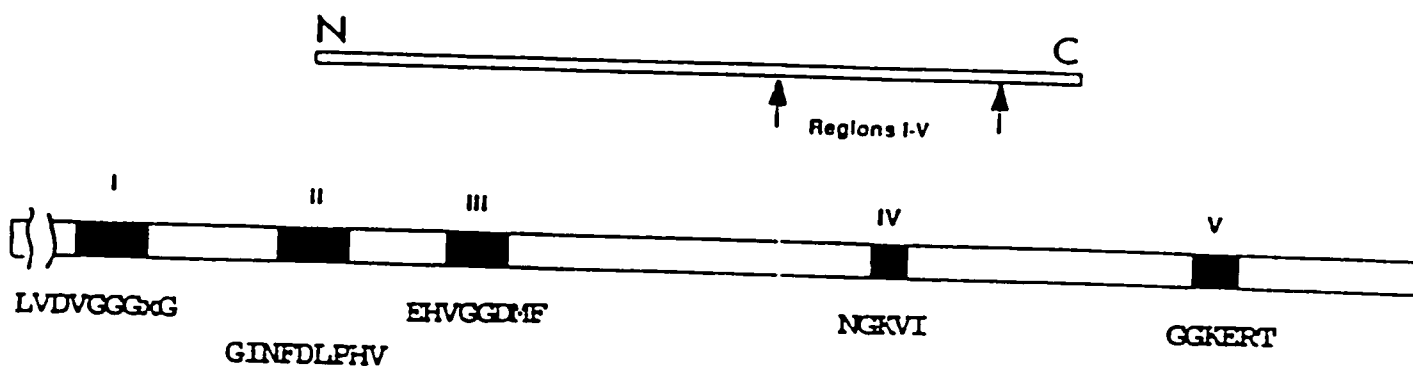 N C
Regions I-V
I II III IV V
LVDVGGGxG
GINFDLPHV
EHVGGDMF
NGKVI
GGKERT